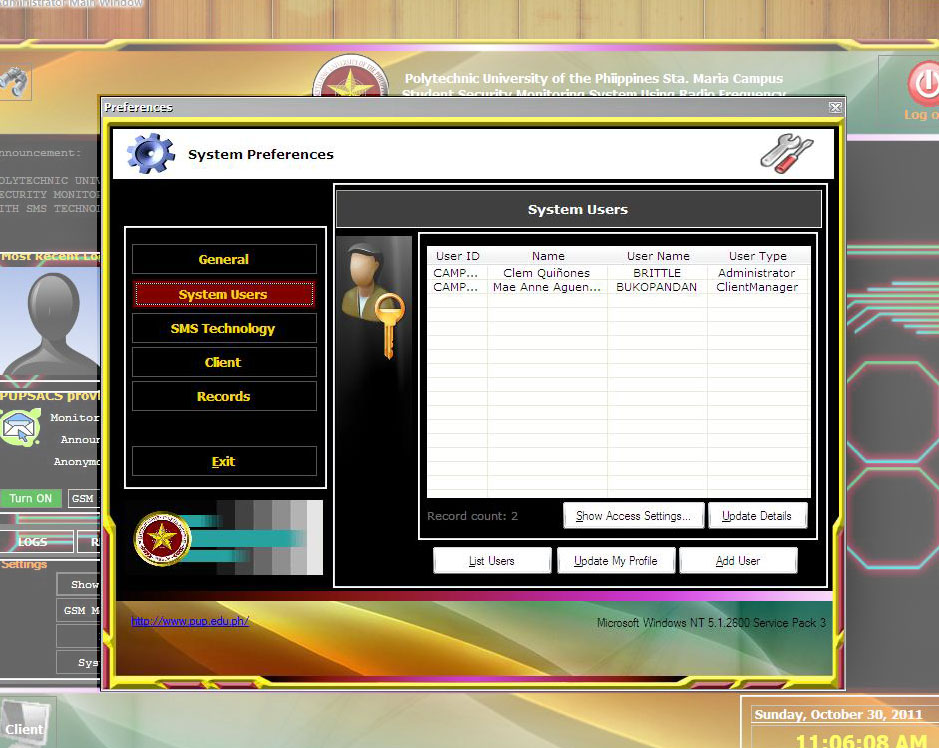 Administrator Main Window
Polytechnic University of the Phiippines Sta. Maria Campus
Student Security Monitoring System Using Radio Frequency
Log o
Preferences
System Preferences
nnouncement:
OLYTECHNIC UNIV
ECURITY MONITO
ITH SMS TECHNO
Most Recent Lo
System Users
General
System Users
SMS Technology
Client
Records
Exit
User ID Name User Name User Type
CAMP... Clem Quiñones BRITTLE Administrator
CAMP... Mae Anne Aguen... BUKOPANDAN ClientManager
Record count: 2
Show Access Settings...
Update Details
List Users
Update My Profile
Add User
PUPSACS provi
Monitor
Announ
Anonymo
Turn ON
GSM
LOGS
R
Settings
Show
GSM M
Sys
http://www.pup.edu.ph/
Microsoft Windows NT 5.1.2600 Service Pack 3
Client
Sunday, October 30, 2011
11:06:08 AM